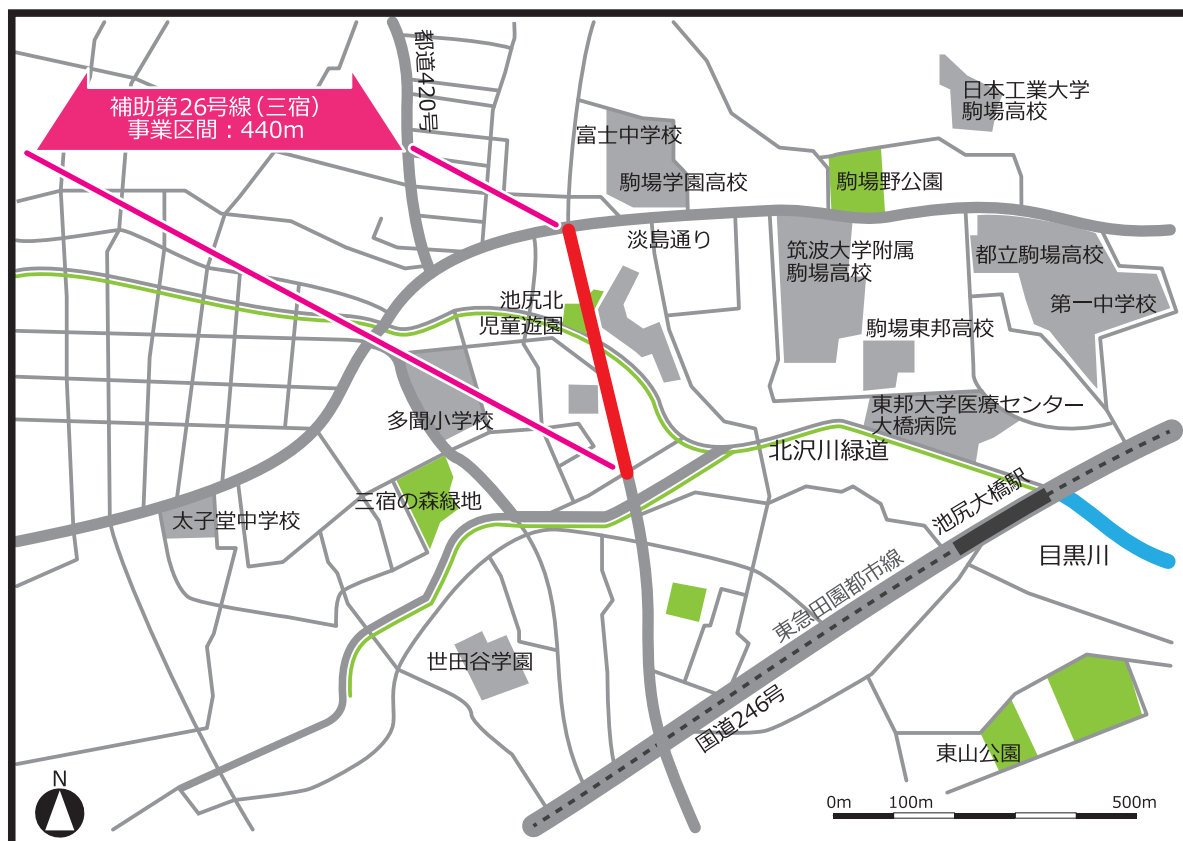 都道420号
補助第26号線（三宿）
事業区間：440m
日本工業大学
駒場高校
富士中学校
駒場学園高校
駒場野公園
淡島通り
筑波大学附属
駒場高校
都立駒場高校
第一中学校
池尻北
児童遊園
駒場東邦高校
多聞小学校
東邦大学医療センター
大橋病院
北沢川緑道
三宿の森緑地
太子堂中学校
池尻大橋駅
目黒川
東急田園都市線
世田谷学園
国道246号
東山公園
N
0m 100m 500m